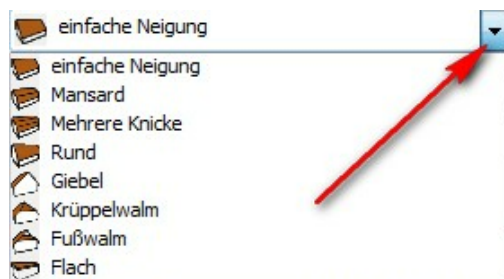 einfache Neigung
einfache Neigung
Mansard
Mehrere Knicke
Rund
Giebel
Krüppelwalm
Fußwalm
Flach